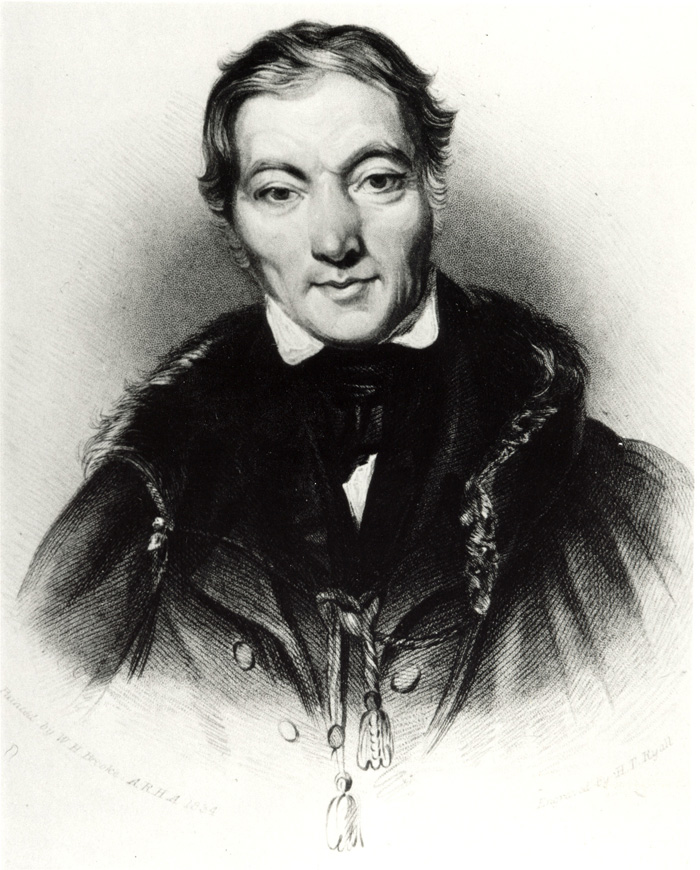 Painted by W. H. Brooke A.R.H.A 1834
Engraved by H. T. Ryall